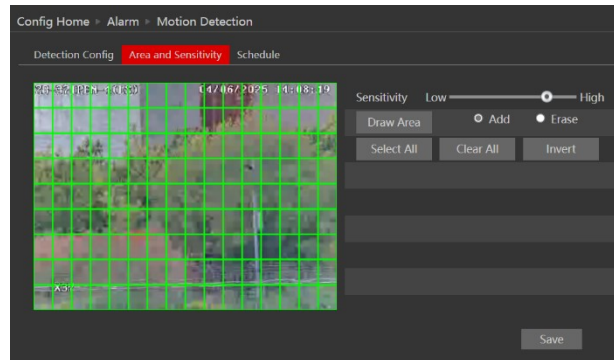 Config Home ▸ Alarm ▸ Motion Detection
Detection Config Area and Sensitivity Schedule
04/06/2025 14:08:19
Sensitivity Low High
Draw Area Add Erase
Select All Clear All Invert
Save